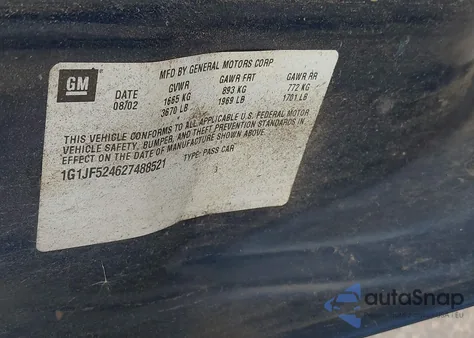 GM
MFD BY GENERAL MOTORS CORP
DATE GVWR GAWR FRT GAWR RR
08/02 1665 KG 893 KG 772 KG
3670 LB 1969 LB 1701 LB
THIS VEHICLE CONFORMS TO ALL APPLICABLE U.S. FEDERAL MOTOR
VEHICLE SAFETY, BUMPER, AND THEFT PREVENTION STANDARDS IN
EFFECT ON THE DATE OF MANUFACTURE SHOWN ABOVE.
1G1JF524627488521 TYPE: PASS CAR
autaSnap